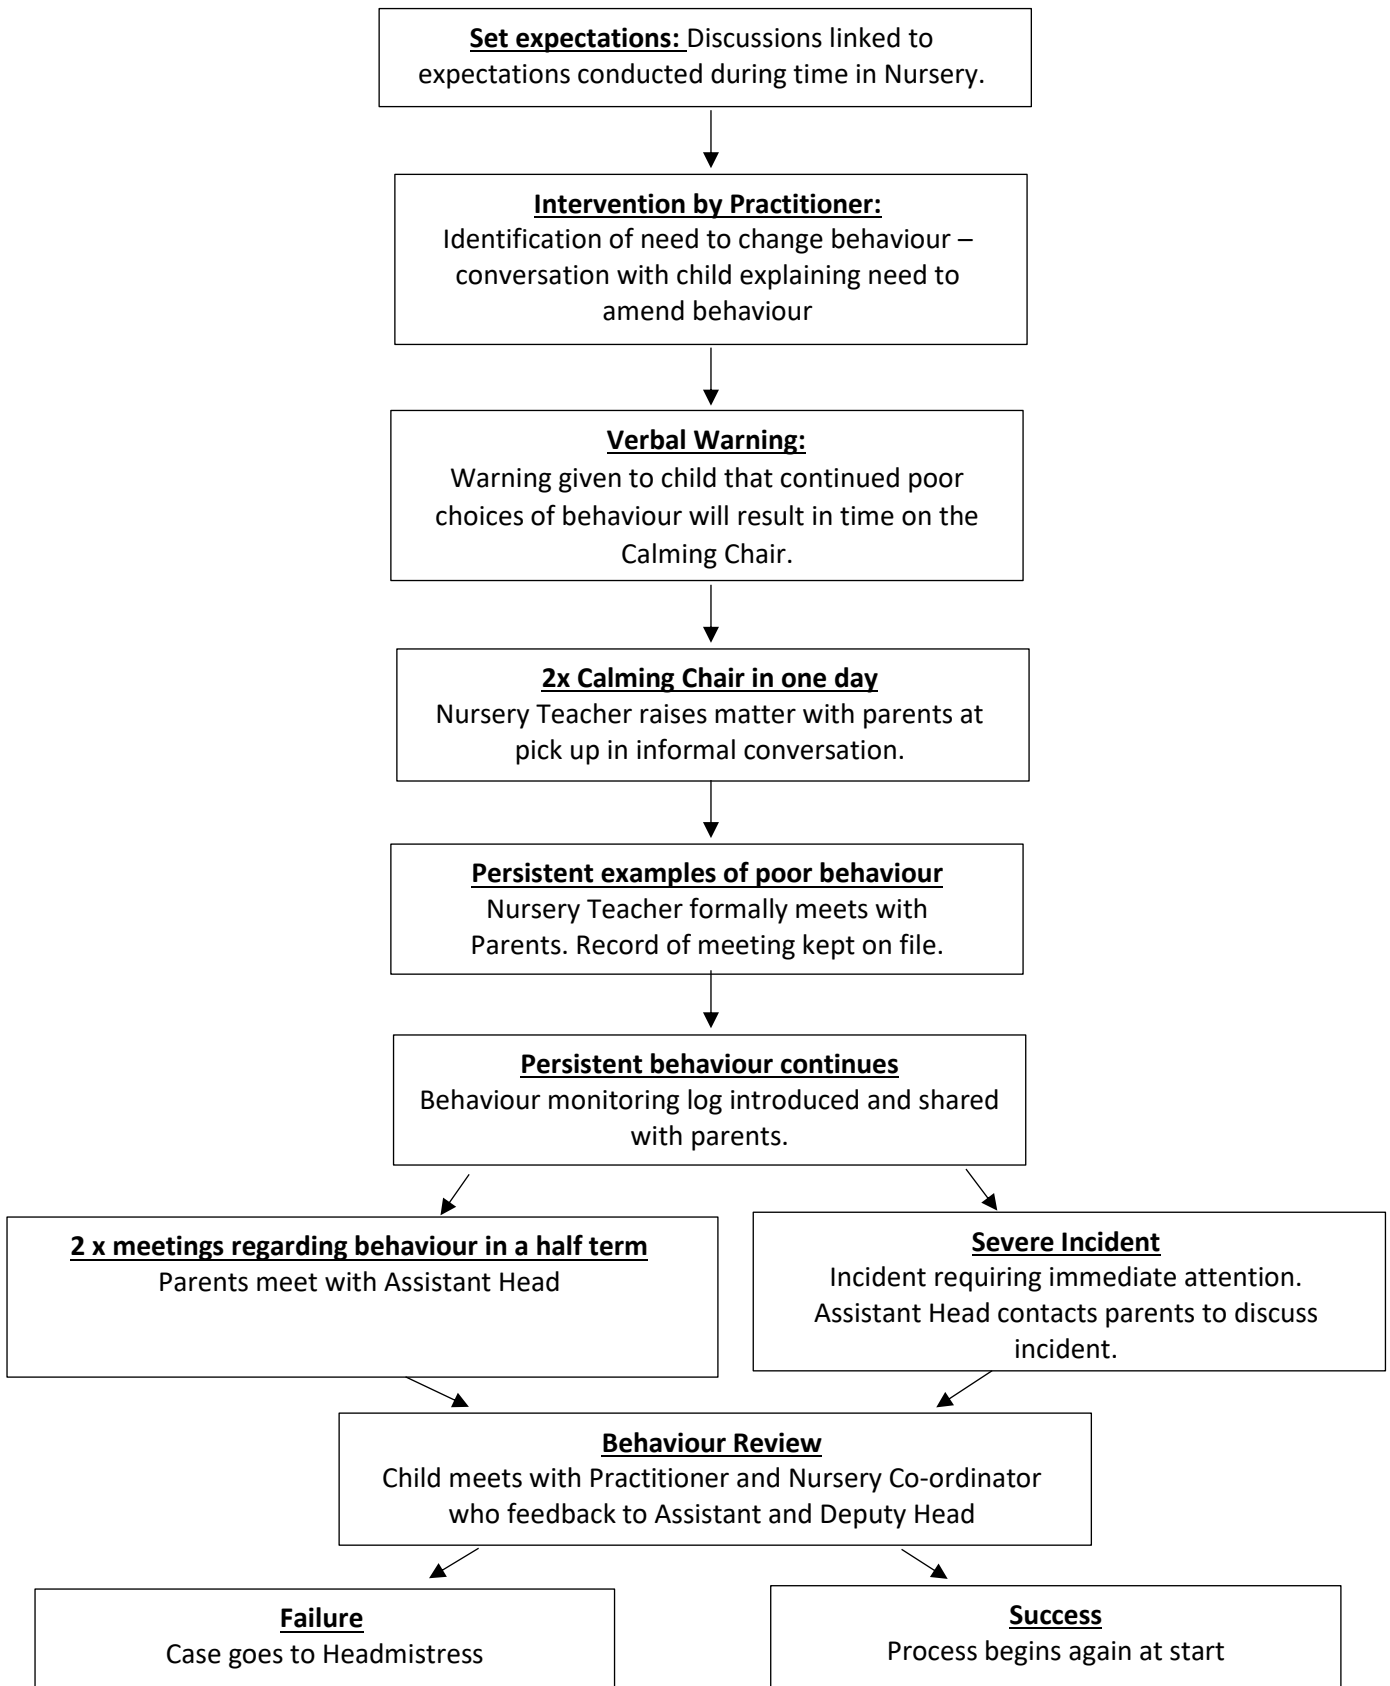 Set expectations: Discussions linked to
expectations conducted during time in Nursery.
Intervention by Practitioner:
Identification of need to change behaviour –
conversation with child explaining need to
amend behaviour
Verbal Warning:
Warning given to child that continued poor
choices of behaviour will result in time on the
Calming Chair.
2x Calming Chair in one day
Nursery Teacher raises matter with parents at
pick up in informal conversation.
Persistent examples of poor behaviour
Nursery Teacher formally meets with
Parents. Record of meeting kept on file.
Persistent behaviour continues
Behaviour monitoring log introduced and shared
with parents.
2 x meetings regarding behaviour in a half term
Parents meet with Assistant Head
Severe Incident
Incident requiring immediate attention.
Assistant Head contacts parents to discuss
incident.
Behaviour Review
Child meets with Practitioner and Nursery Co-ordinator
who feedback to Assistant and Deputy Head
Failure
Case goes to Headmistress
Success
Process begins again at start